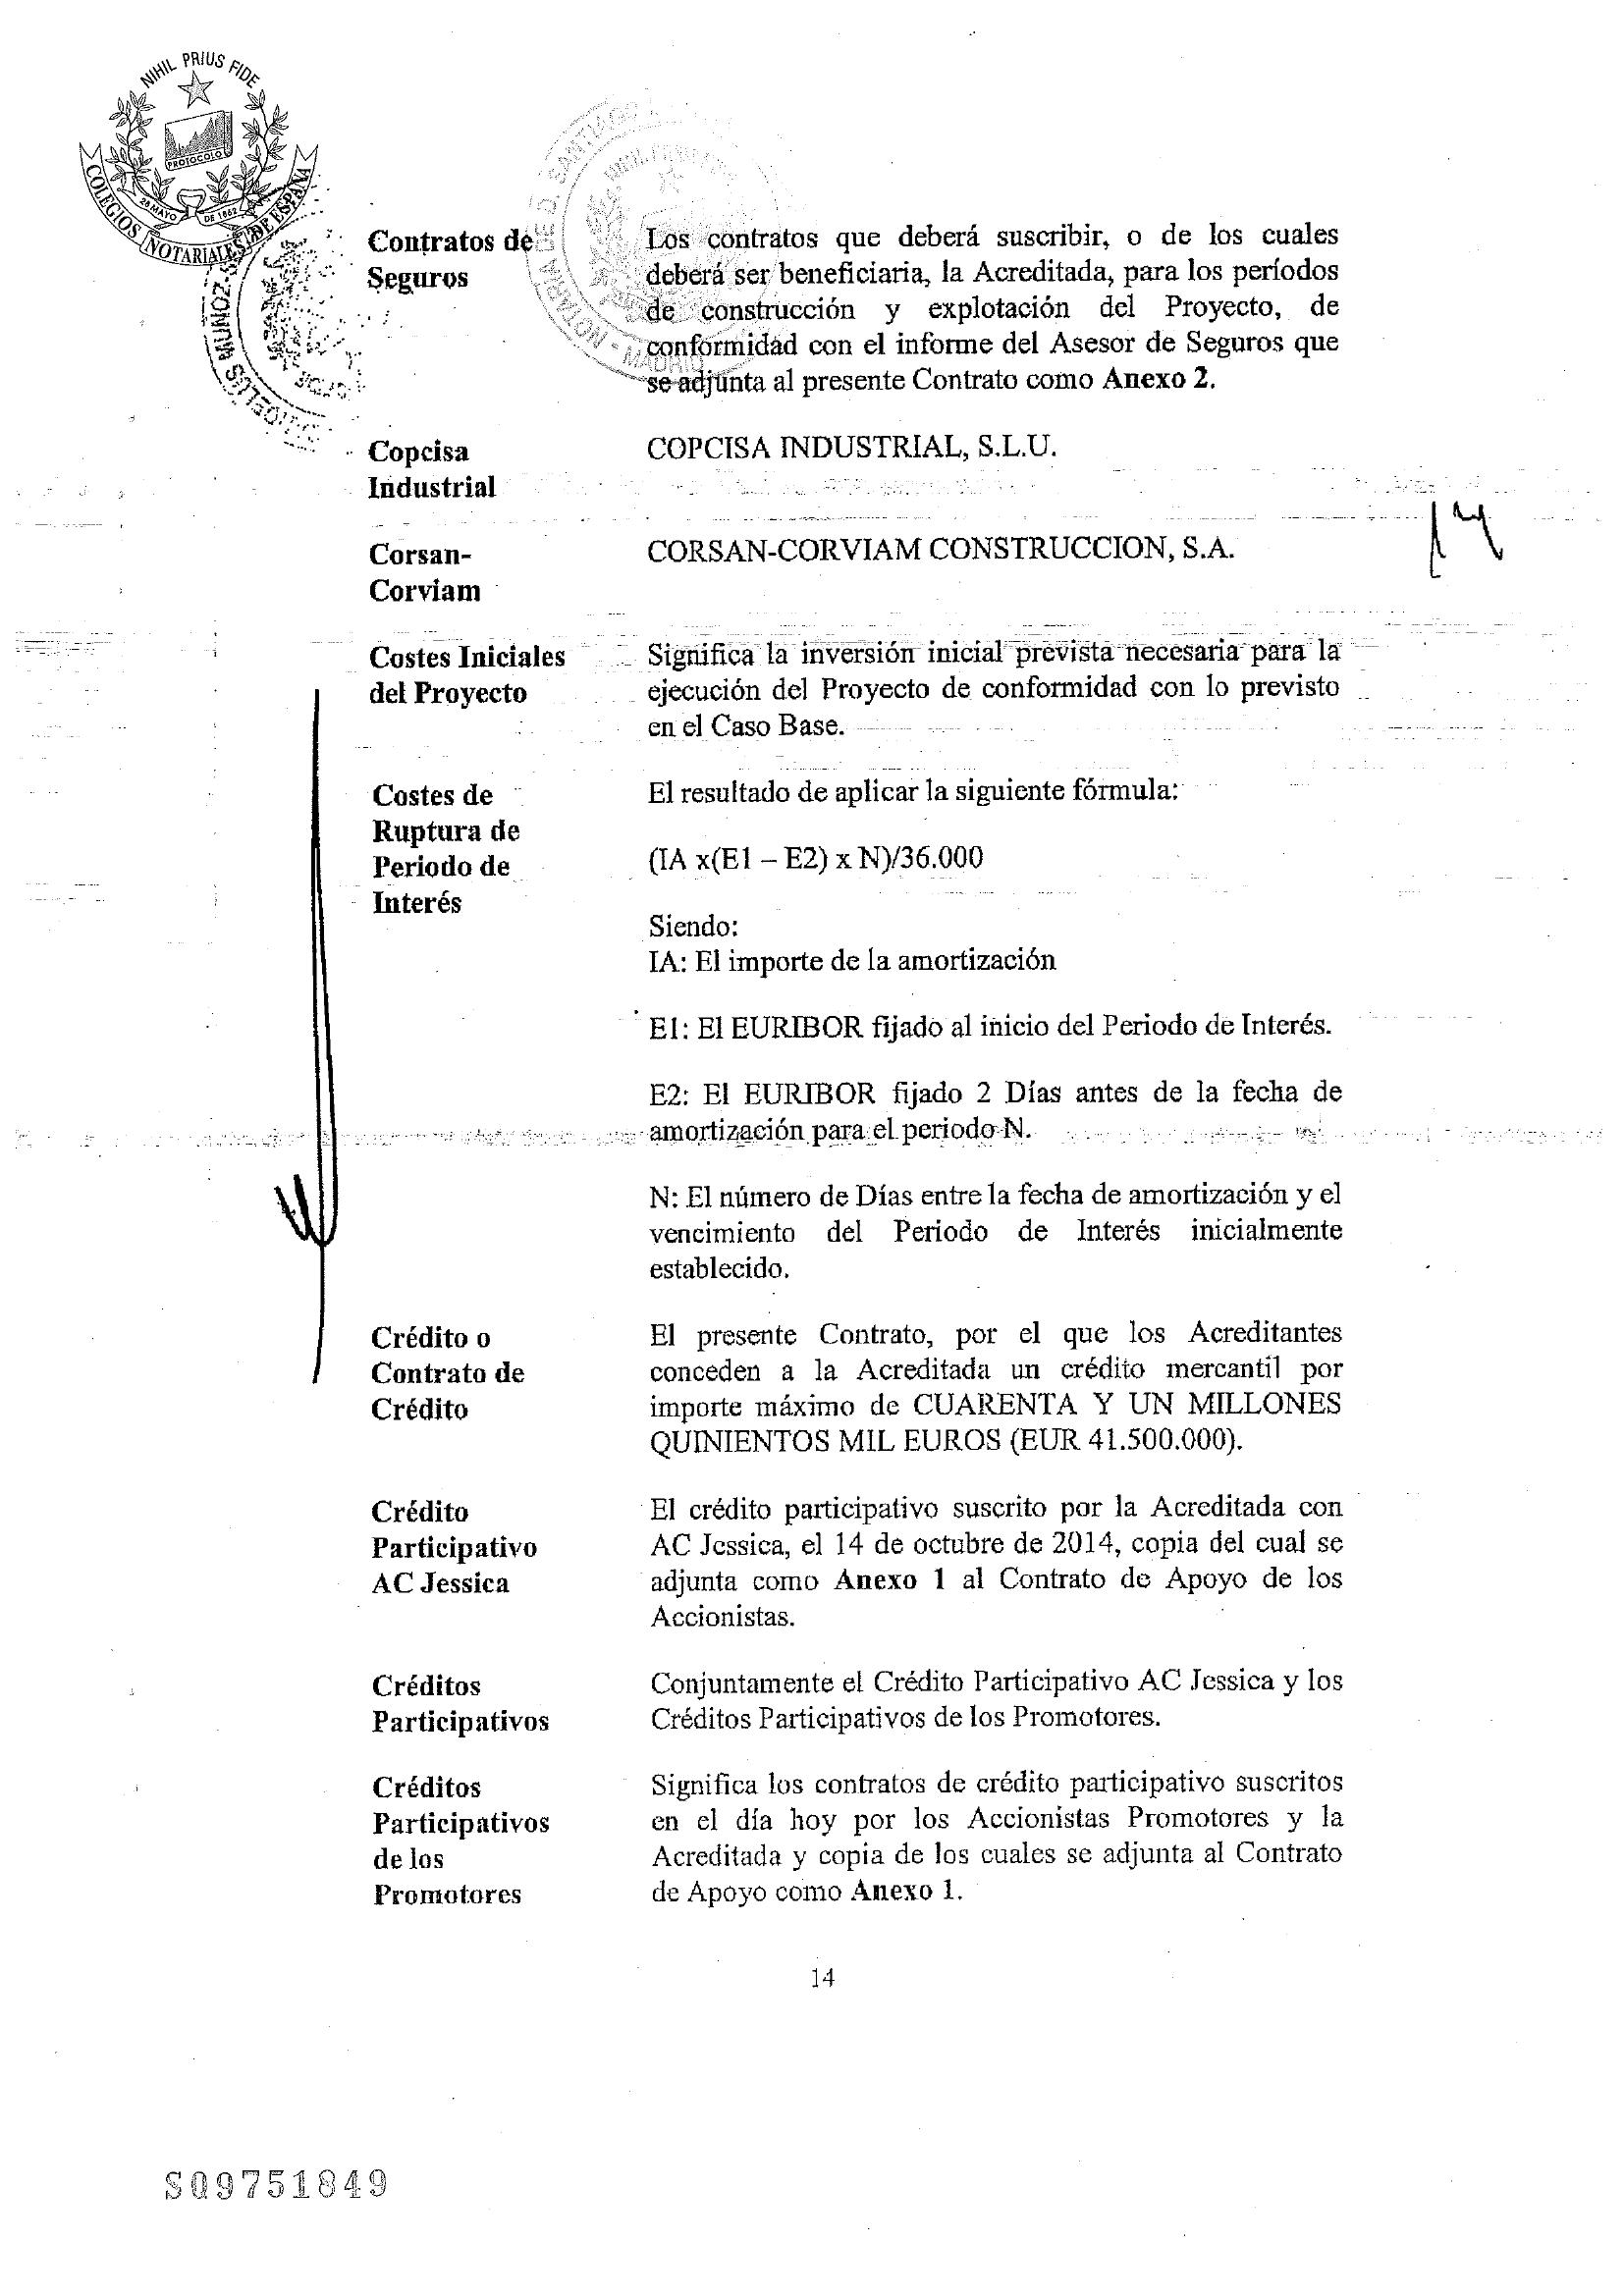 NIHIL PRIUS FIDE
PROTOCOLO
28 MAYO DE 1862
COLEGIOS NOTARIALES DE ESPAÑA
Contratos de Seguros
Los contratos que deberá suscribir, o de los cuales
deberá ser beneficiaria, la Acreditada, para los períodos
de construcción y explotación del Proyecto, de
conformidad con el informe del Asesor de Seguros que
se adjunta al presente Contrato como Anexo 2.
Copcisa
Industrial
COPCISA INDUSTRIAL, S.L.U.
14
Corsan-
Corviam
CORSAN-CORVIAM CONSTRUCCION, S.A.
Costes Iniciales
del Proyecto
Significa la inversión inicial prevista necesaria para la
ejecución del Proyecto de conformidad con lo previsto
en el Caso Base.
Costes de
Ruptura de
Periodo de
Interés
El resultado de aplicar la siguiente fórmula:
(IA x(E1 – E2) x N)/36.000
Siendo:
IA: El importe de la amortización
E1: El EURIBOR fijado al inicio del Periodo de Interés.
E2: El EURIBOR fijado 2 Días antes de la fecha de
amortización para el periodo N.
N: El número de Días entre la fecha de amortización y el
vencimiento del Periodo de Interés inicialmente
establecido.
Crédito o
Contrato de
Crédito
El presente Contrato, por el que los Acreditantes
conceden a la Acreditada un crédito mercantil por
importe máximo de CUARENTA Y UN MILLONES
QUINIENTOS MIL EUROS (EUR 41.500.000).
Crédito
Participativo
AC Jessica
El crédito participativo suscrito por la Acreditada con
AC Jessica, el 14 de octubre de 2014, copia del cual se
adjunta como Anexo 1 al Contrato de Apoyo de los
Accionistas.
Créditos
Participativos
Conjuntamente el Crédito Participativo AC Jessica y los
Créditos Participativos de los Promotores.
Créditos
Participativos
de los
Promotores
Significa los contratos de crédito participativo suscritos
en el día hoy por los Accionistas Promotores y la
Acreditada y copia de los cuales se adjunta al Contrato
de Apoyo como Anexo 1.
14
SQ9751849